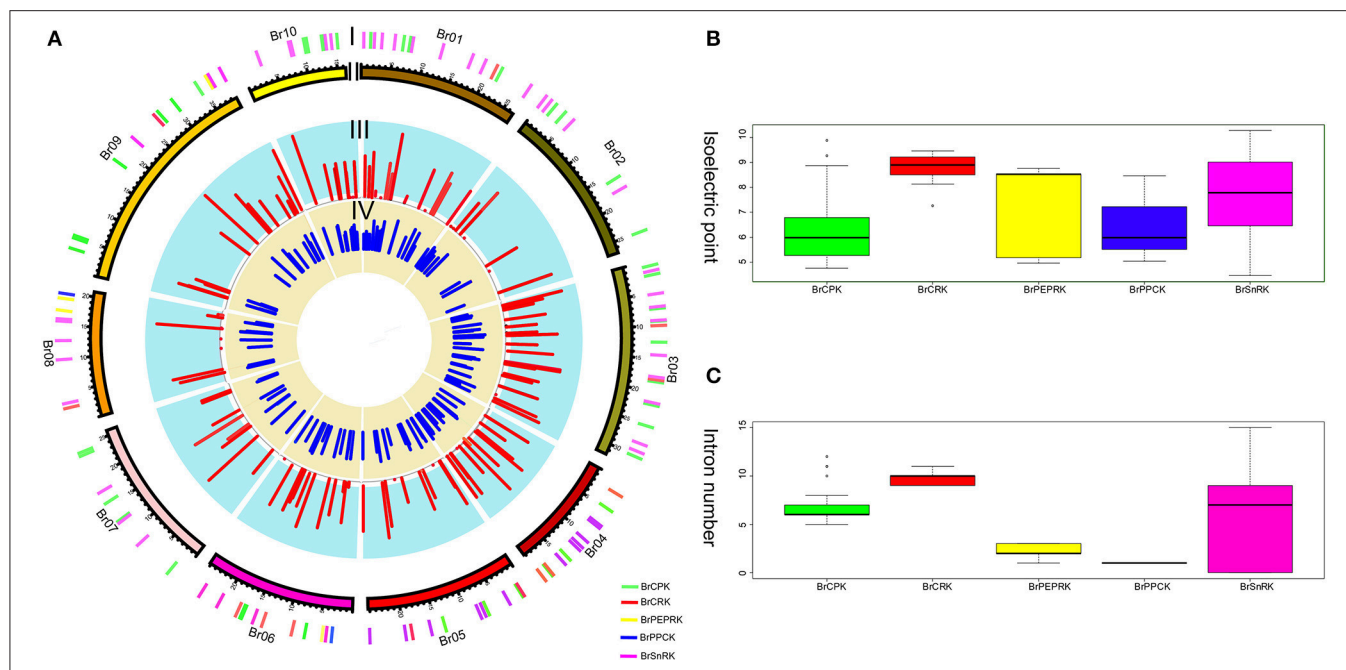 A
I
II
III
IV
Br01
Br02
Br03
Br04
Br05
Br06
Br07
Br08
Br09
Br10
BrCPK
BrCRK
BrPEPRK
BrPPCK
BrSnRK
B
Isoelectric point
10
9
8
7
6
5
BrCPK BrCRK BrPEPRK BrPPCK BrSnRK
C
Intron number
15
10
5
0
BrCPK BrCRK BrPEPRK BrPPCK BrSnRK